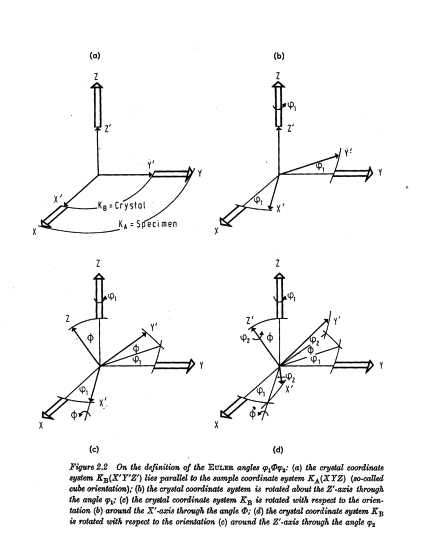 (a)
(b)
Z
Z'
Y'
Y
X'
X
K_B = Crystal
K_A = Specimen
Z
φ₁
Z'
Y'
φ₁
Y
φ₁
X'
X
Z
φ₁
Z'
Φ
Y'
Φ
φ₁
Y
φ₁
X'
X
Φ
Z
φ₁
Z'
φ₂
Φ
Y'
φ₂
Φ
φ₁
Y
φ₁
φ₂
X'
X
Φ
(c)
(d)
Figure 2.2 On the definition of the EULER angles φ₁Φφ₂: (a) the crystal coordinate
system K_B(X'Y'Z') lies parallel to the sample coordinate system K_A(XYZ) (so-called
cube orientation); (b) the crystal coordinate system is rotated about the Z'-axis through
the angle φ₁; (c) the crystal coordinate system K_B is rotated with respect to the orien-
tation (b) around the X'-axis through the angle Φ; (d) the crystal coordinate system K_B
is rotated with respect to the orientation (c) around the Z'-axis through the angle φ₂